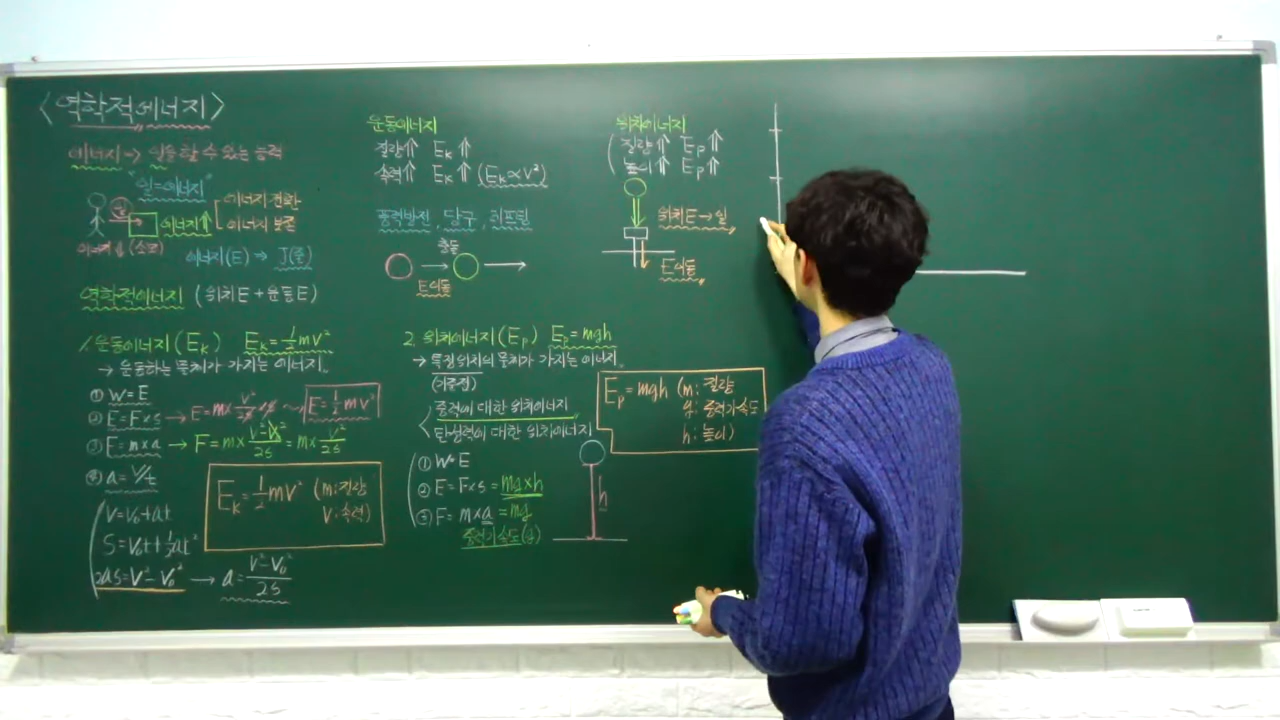 <역학적에너지>
에너지 → 일을 할 수 있는 능력
"일=에너지"
일
에너지⇑
에너지 전환
에너지 보존
에너지⇓(소모)
에너지(E) ⇒ J(줄)
역학적에너지 (위치E+운동E)
1. 운동에너지(Ek) Ek=½mv²
→ 운동하는 물체가 가지는 에너지.
① W=E
② E=F×s → E=m× v²/2s ×s ~ E=½mv²
③ F=m×a → F=m× (v²-v₀²)/2s = m× v²/2s
④ a=v/t
v=v₀+at
S=v₀t+½at²
2as=v²-v₀² → a= (v²-v₀²)/2s
Ek=½mv² (m:질량
v:속력)
운동에너지
질량⇑ Ek⇑
속력⇑ Ek⇑ (Ek∝v²)
풍력발전, 당구, 리프팅
충돌
E이동
2. 위치에너지(Ep) Ep=mgh
→ 특정위치의 물체가 가지는 에너지.
(기준점)
중력에 대한 위치에너지
탄성력에 대한 위치에너지
① W=E
② E=F×s=mg×h
③ F=m×a=mg
중력가속도(g)
h
위치에너지
질량⇑ Ep⇑
높이⇑ Ep⇑
위치E→일
E이동
Ep=mgh (m:질량
g:중력가속도
h:높이)